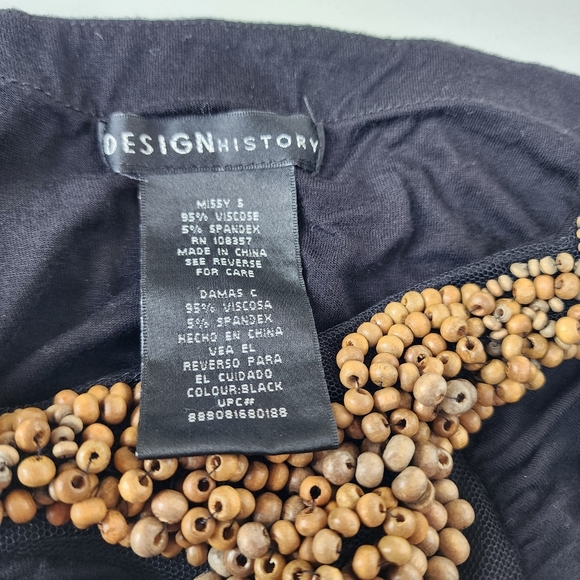 DESIGNHISTORY
MISSY S
95% VISCOSE
5% SPANDEX
RN 108357
MADE IN CHINA
SEE REVERSE
FOR CARE
DAMAS C
95% VISCOSA
5% SPANDEX
HECHO EN CHINA
VEA EL
REVERSO PARA
EL CUIDADO
COLOUR:BLACK
UPC#
889081680188